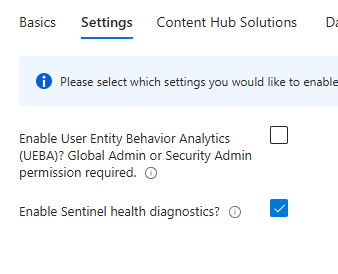 Basics Settings Content Hub Solutions
Please select which settings you would like to enable
Enable User Entity Behavior Analytics
(UEBA)? Global Admin or Security Admin
permission required.
Enable Sentinel health diagnostics?